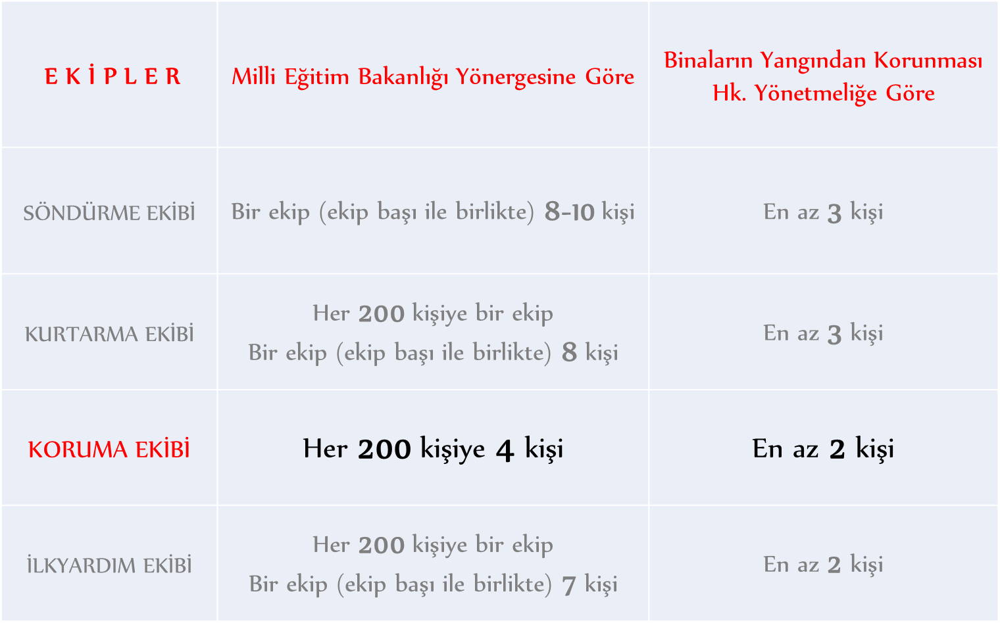 E K İ P L E R
Milli Eğitim Bakanlığı Yönergesine Göre
Binaların Yangından Korunması
Hk. Yönetmeliğe Göre
SÖNDÜRME EKİBİ
Bir ekip (ekip başı ile birlikte) 8-10 kişi
En az 3 kişi
KURTARMA EKİBİ
Her 200 kişiye bir ekip
Bir ekip (ekip başı ile birlikte) 8 kişi
En az 3 kişi
KORUMA EKİBİ
Her 200 kişiye 4 kişi
En az 2 kişi
İLKYARDIM EKİBİ
Her 200 kişiye bir ekip
Bir ekip (ekip başı ile birlikte) 7 kişi
En az 2 kişi